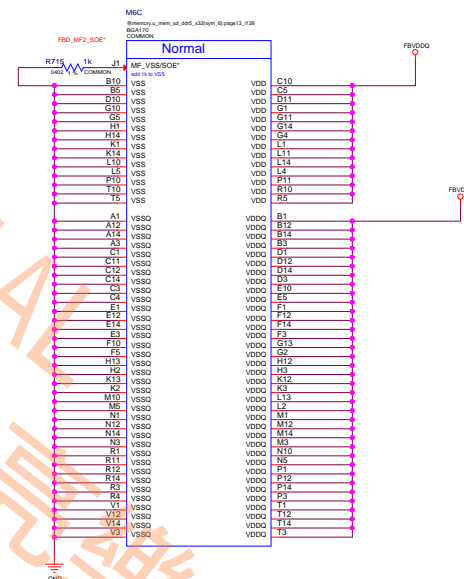 M6C
@memory.u_mem_sd_ddr5_x32(sym_6):page13_i138
BGA170
COMMON
FBD_MF2_SOE*
Normal
FBVDDQ
R715 1k
0402 1 % COMMON
J1 MF_VSS/SOE*
add 1k to VSS
B10 VSS VDD C10
B5 VSS VDD C5
D10 VSS VDD D11
G10 VSS VDD G1
G5 VSS VDD G11
H1 VSS VDD G14
H14 VSS VDD G4
K1 VSS VDD L1
K14 VSS VDD L11
L10 VSS VDD L14
L5 VSS VDD L4
P10 VSS VDD P11
T10 VSS VDD R10
T5 VSS VDD R5
FBVD
A1 VSSQ VDDQ B1
A12 VSSQ VDDQ B12
A14 VSSQ VDDQ B14
A3 VSSQ VDDQ B3
C1 VSSQ VDDQ D1
C11 VSSQ VDDQ D12
C12 VSSQ VDDQ D14
C14 VSSQ VDDQ D3
C3 VSSQ VDDQ E10
C4 VSSQ VDDQ E5
E1 VSSQ VDDQ F1
E12 VSSQ VDDQ F12
E14 VSSQ VDDQ F14
E3 VSSQ VDDQ F3
F10 VSSQ VDDQ G13
F5 VSSQ VDDQ G2
H13 VSSQ VDDQ H12
H2 VSSQ VDDQ H3
K13 VSSQ VDDQ K12
K2 VSSQ VDDQ K3
M10 VSSQ VDDQ L13
M5 VSSQ VDDQ L2
N1 VSSQ VDDQ M1
N12 VSSQ VDDQ M12
N14 VSSQ VDDQ M14
N3 VSSQ VDDQ M3
R1 VSSQ VDDQ N10
R11 VSSQ VDDQ N5
R12 VSSQ VDDQ P1
R14 VSSQ VDDQ P12
R3 VSSQ VDDQ P14
R4 VSSQ VDDQ P3
V1 VSSQ VDDQ T1
V12 VSSQ VDDQ T12
V14 VSSQ VDDQ T14
V3 VSSQ VDDQ T3
GND